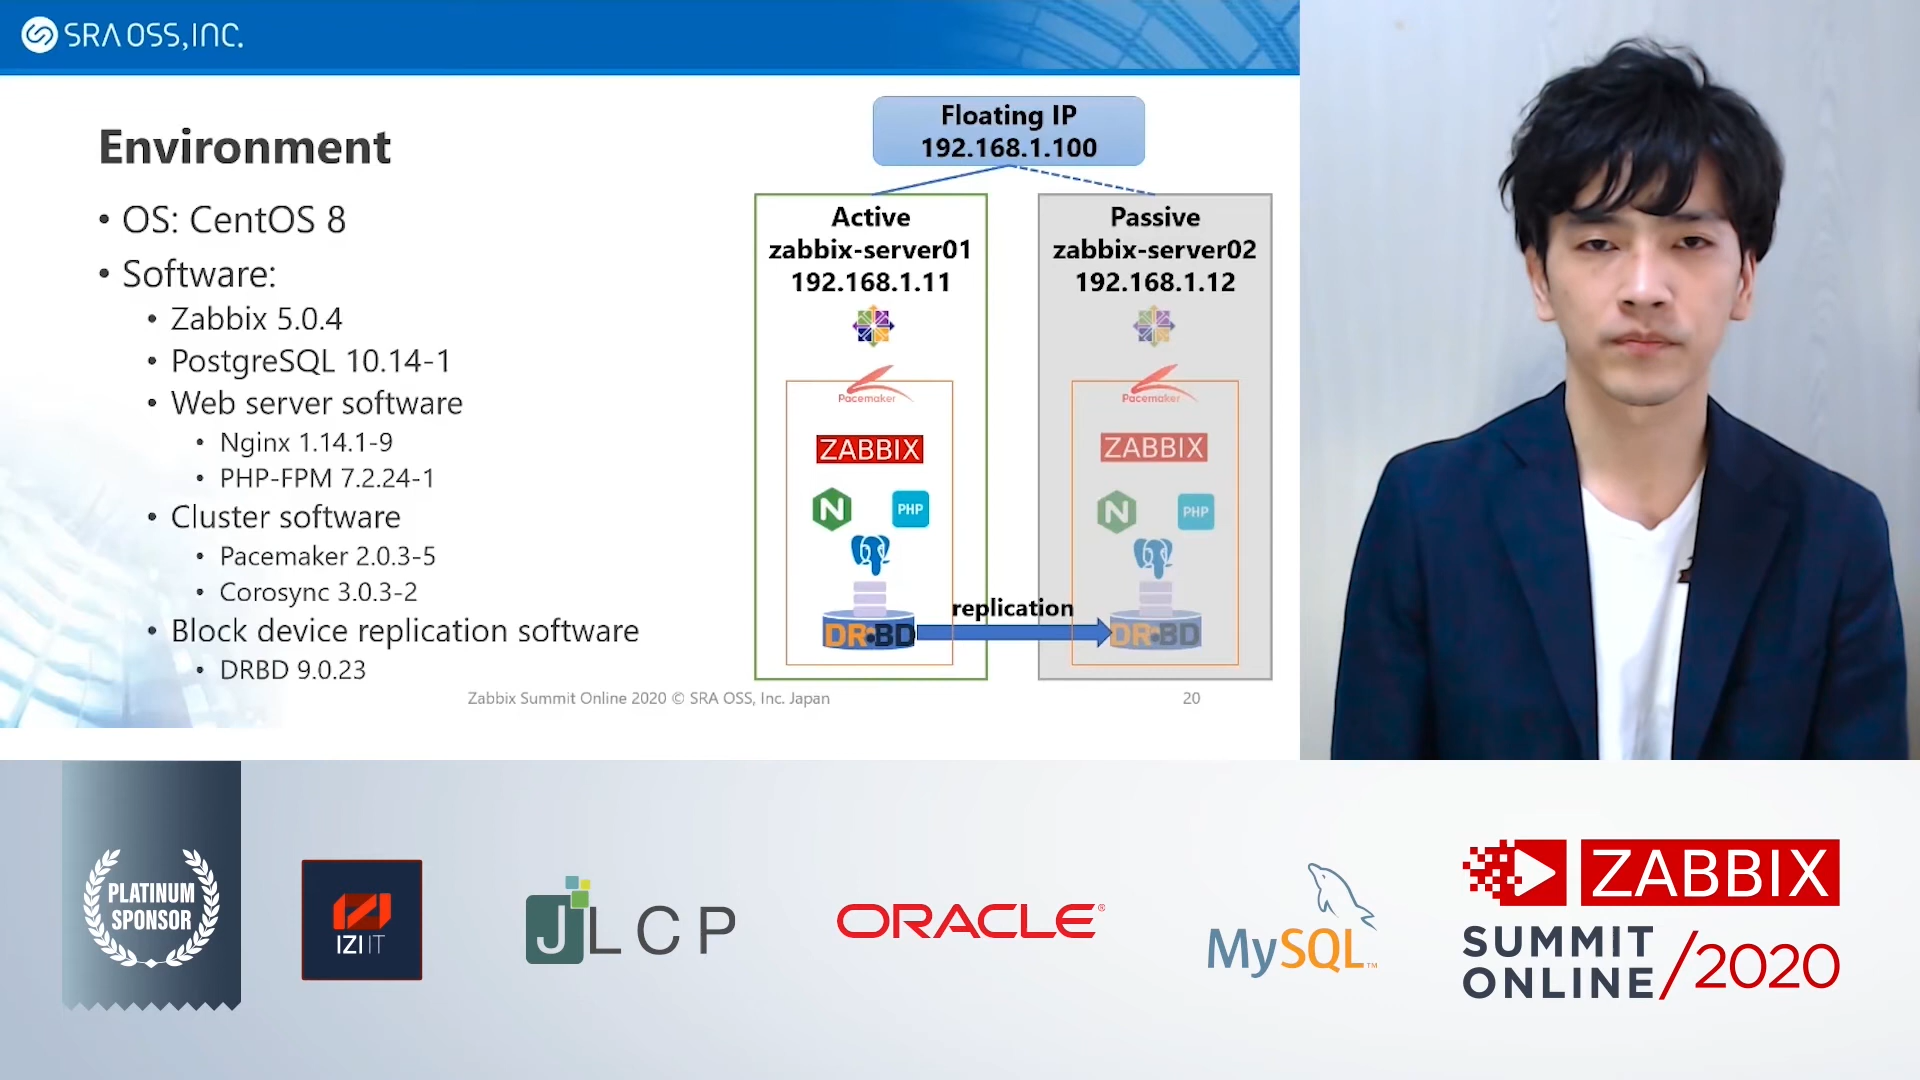 SRA OSS, INC.
Environment
• OS: CentOS 8
• Software:
• Zabbix 5.0.4
• PostgreSQL 10.14-1
• Web server software
• Nginx 1.14.1-9
• PHP-FPM 7.2.24-1
• Cluster software
• Pacemaker 2.0.3-5
• Corosync 3.0.3-2
• Block device replication software
• DRBD 9.0.23
Floating IP
192.168.1.100
Active
zabbix-server01
192.168.1.11
Pacemaker
ZABBIX
N
PHP
DRBD
replication
Passive
zabbix-server02
192.168.1.12
Pacemaker
ZABBIX
N
PHP
DRBD
Zabbix Summit Online 2020 © SRA OSS, Inc. Japan
20
PLATINUM
SPONSOR
IZI IT
JLCP
ORACLE®
MySQL™
ZABBIX
SUMMIT
ONLINE /2020